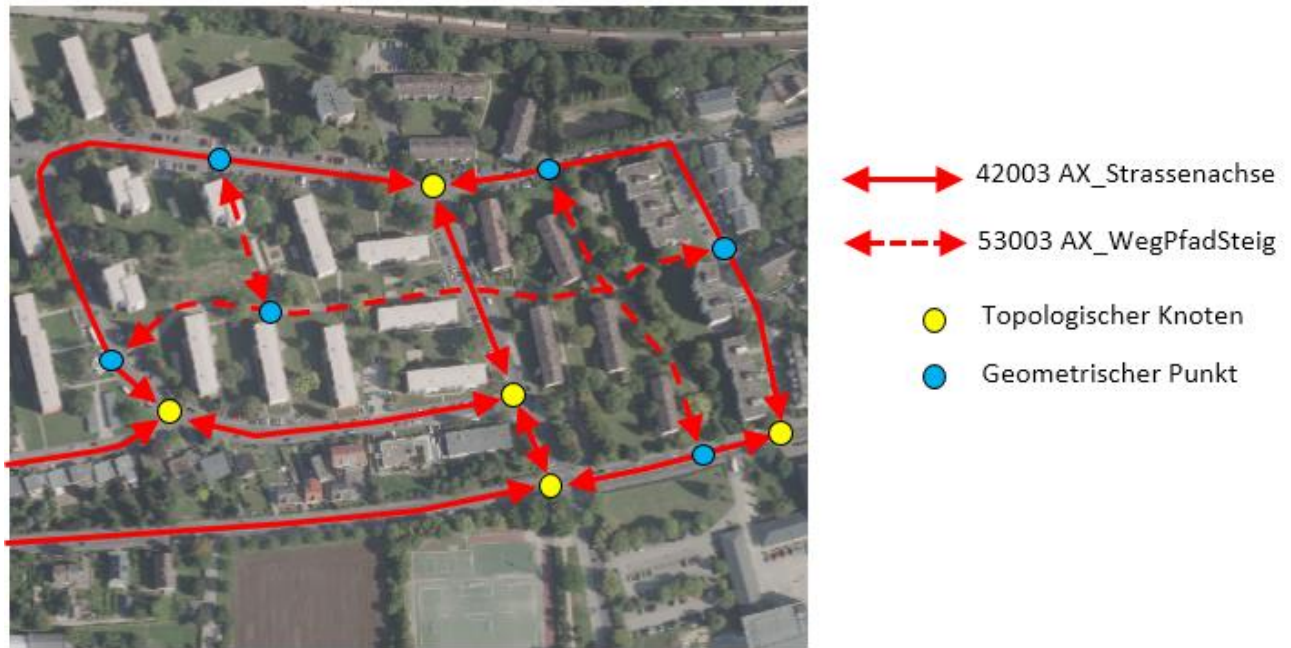 42003 AX_Strassenachse
53003 AX_WegPfadSteig
Topologischer Knoten
Geometrischer Punkt